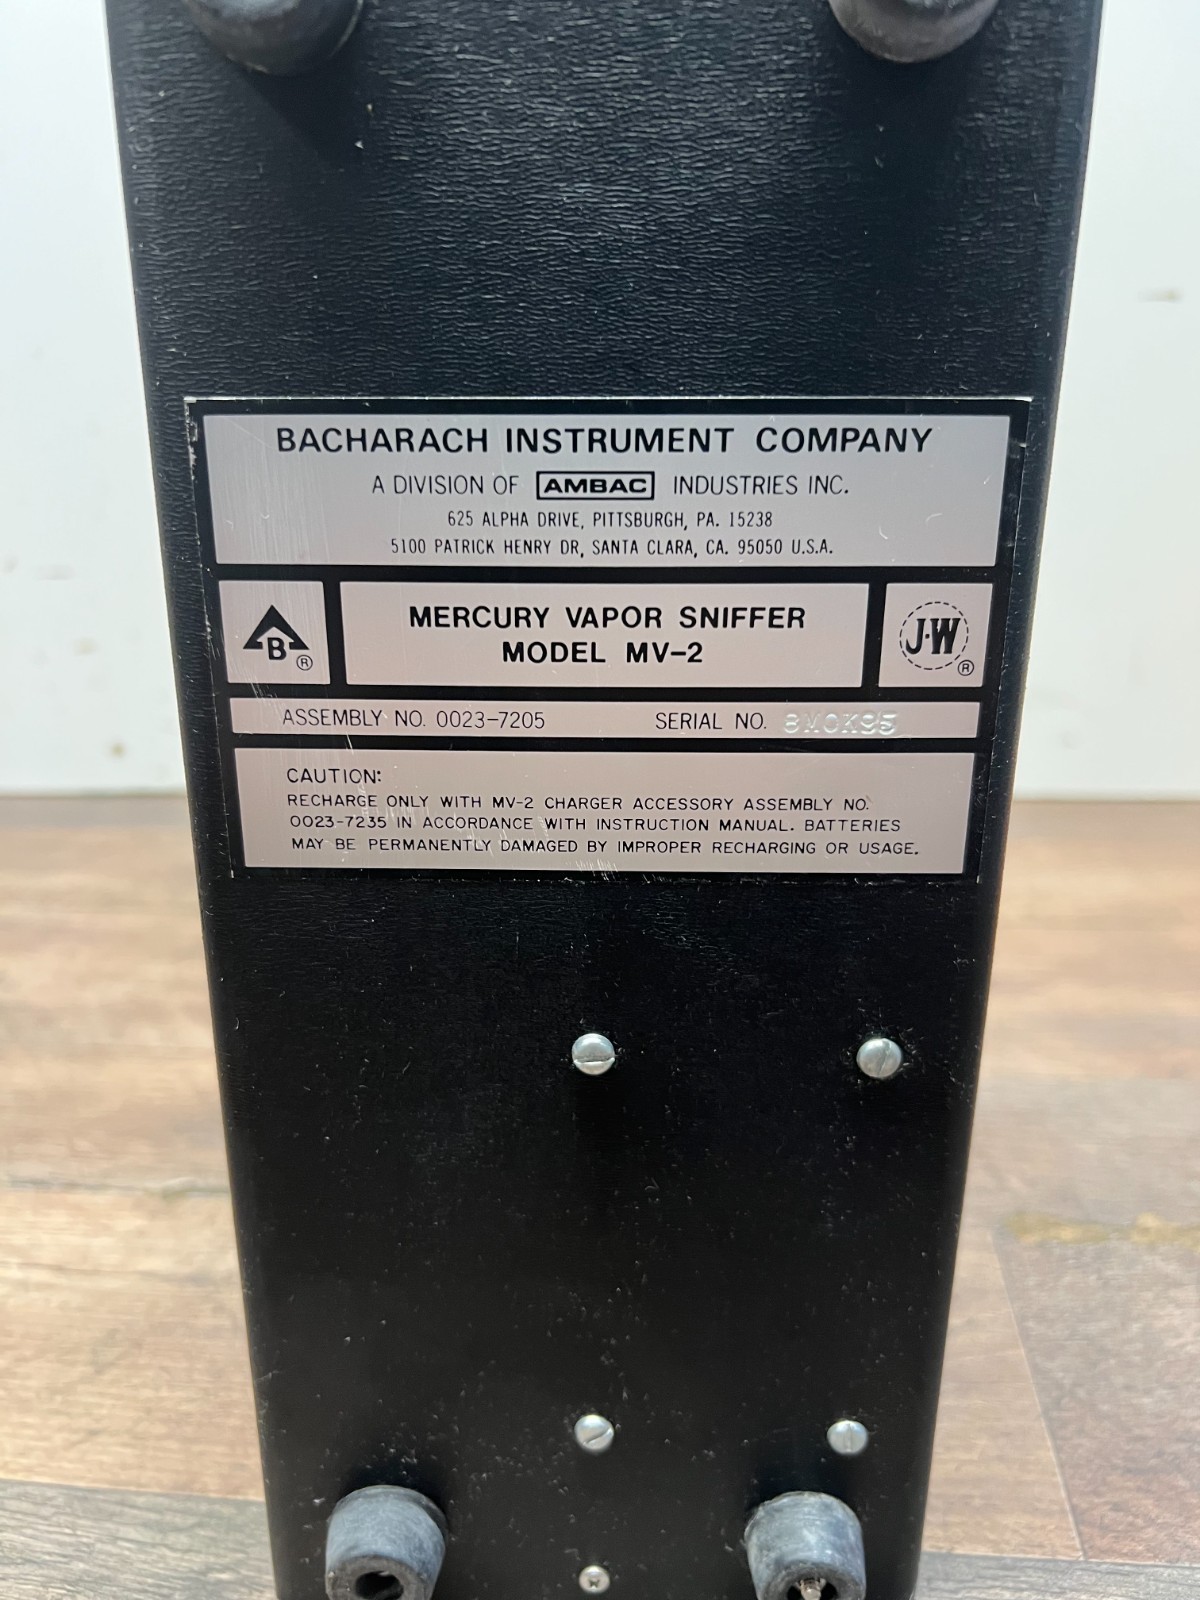 BACHARACH INSTRUMENT COMPANY
A DIVISION OF AMBAC INDUSTRIES INC.
625 ALPHA DRIVE, PITTSBURGH, PA. 15238
5100 PATRICK HENRY DR, SANTA CLARA, CA. 95050 U.S.A.
B ®
MERCURY VAPOR SNIFFER
MODEL MV-2
J-W ®
ASSEMBLY NO. 0023-7205 SERIAL NO.
CAUTION:
RECHARGE ONLY WITH MV-2 CHARGER ACCESSORY ASSEMBLY NO.
0023-7235 IN ACCORDANCE WITH INSTRUCTION MANUAL. BATTERIES
MAY BE PERMANENTLY DAMAGED BY IMPROPER RECHARGING OR USAGE.